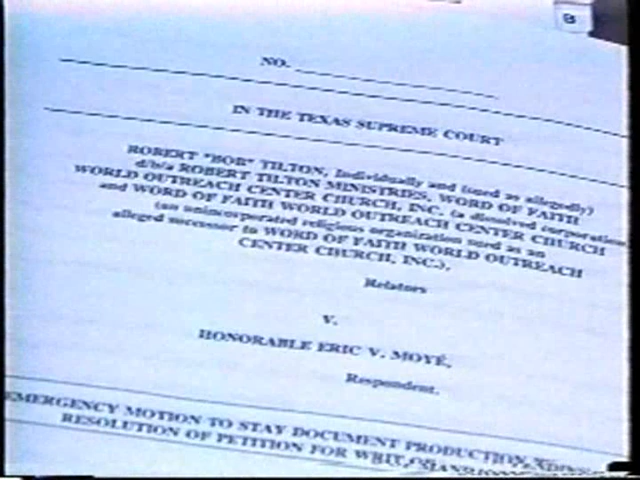 B
NO.
IN THE TEXAS SUPREME COURT
ROBERT "BOB" TILTON, Individually and (sued as allegedly)
d/b/a ROBERT TILTON MINISTRIES, WORD OF FAITH
WORLD OUTREACH CENTER CHURCH, INC. (a dissolved corporation)
and WORD OF FAITH WORLD OUTREACH CENTER CHURCH
(an unincorporated religious organization sued as an
alleged successor to WORD OF FAITH WORLD OUTREACH
CENTER CHURCH, INC.),
Relators
V.
HONORABLE ERIC V. MOYÉ,
Respondent.
EMERGENCY MOTION TO STAY DOCUMENT PRODUCTION PENDING
RESOLUTION OF PETITION FOR WRIT OF